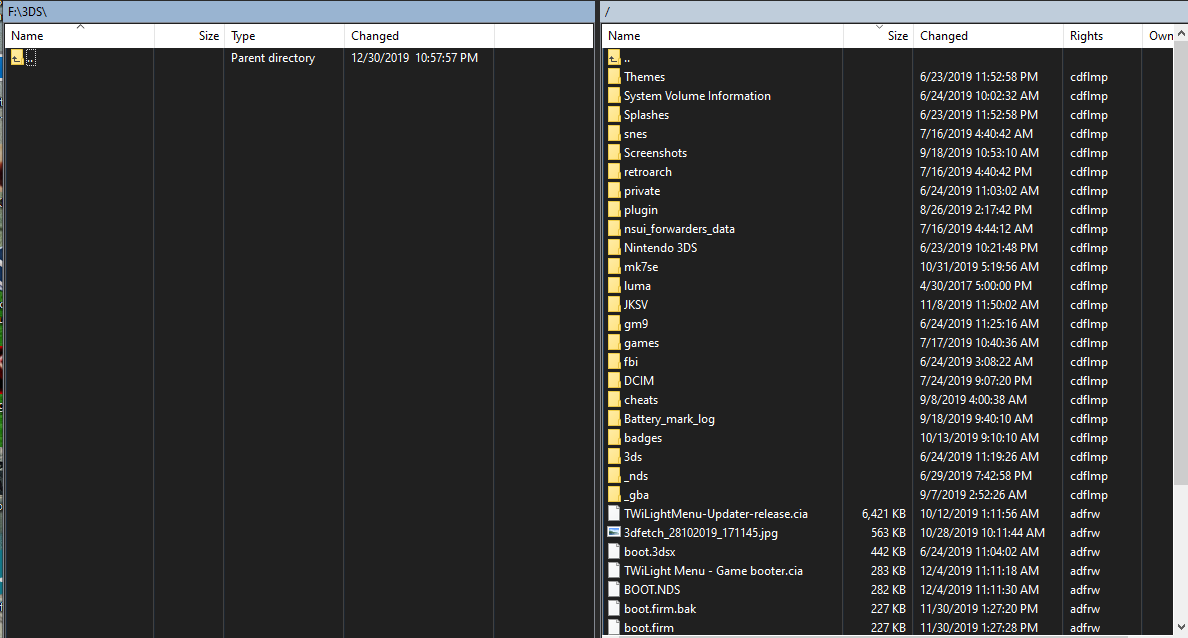 F:\3DS\
/
Name Size Type Changed
Name Size Changed Rights Own
.. Parent directory 12/30/2019 10:57:57 PM
..
Themes 6/23/2019 11:52:58 PM cdflmp
System Volume Information 6/24/2019 10:02:32 AM cdflmp
Splashes 6/23/2019 11:52:58 PM cdflmp
snes 7/16/2019 4:40:42 AM cdflmp
Screenshots 9/18/2019 10:53:10 AM cdflmp
retroarch 7/16/2019 4:40:42 PM cdflmp
private 6/24/2019 11:03:02 AM cdflmp
plugin 8/26/2019 2:17:42 PM cdflmp
nsui_forwarders_data 7/16/2019 4:44:12 AM cdflmp
Nintendo 3DS 6/23/2019 10:21:48 PM cdflmp
mk7se 10/31/2019 5:19:56 AM cdflmp
luma 4/30/2017 5:00:00 PM cdflmp
JKSV 11/8/2019 11:50:02 AM cdflmp
gm9 6/24/2019 11:25:16 AM cdflmp
games 7/17/2019 10:40:36 AM cdflmp
fbi 6/24/2019 3:08:22 AM cdflmp
DCIM 7/24/2019 9:07:20 PM cdflmp
cheats 9/8/2019 4:00:38 AM cdflmp
Battery_mark_log 9/18/2019 9:40:10 AM cdflmp
badges 10/13/2019 9:10:10 AM cdflmp
3ds 6/24/2019 11:19:26 AM cdflmp
_nds 6/29/2019 7:42:58 PM cdflmp
_gba 9/7/2019 2:52:26 AM cdflmp
TWiLightMenu-Updater-release.cia 6,421 KB 10/12/2019 1:11:56 AM adfrw
3dfetch_28102019_171145.jpg 563 KB 10/28/2019 10:11:44 AM adfrw
boot.3dsx 442 KB 6/24/2019 11:04:02 AM adfrw
TWiLight Menu - Game booter.cia 283 KB 12/4/2019 11:11:18 AM adfrw
BOOT.NDS 282 KB 12/4/2019 11:11:30 AM adfrw
boot.firm.bak 227 KB 11/30/2019 1:27:20 PM adfrw
boot.firm 227 KB 11/30/2019 1:27:28 PM adfrw